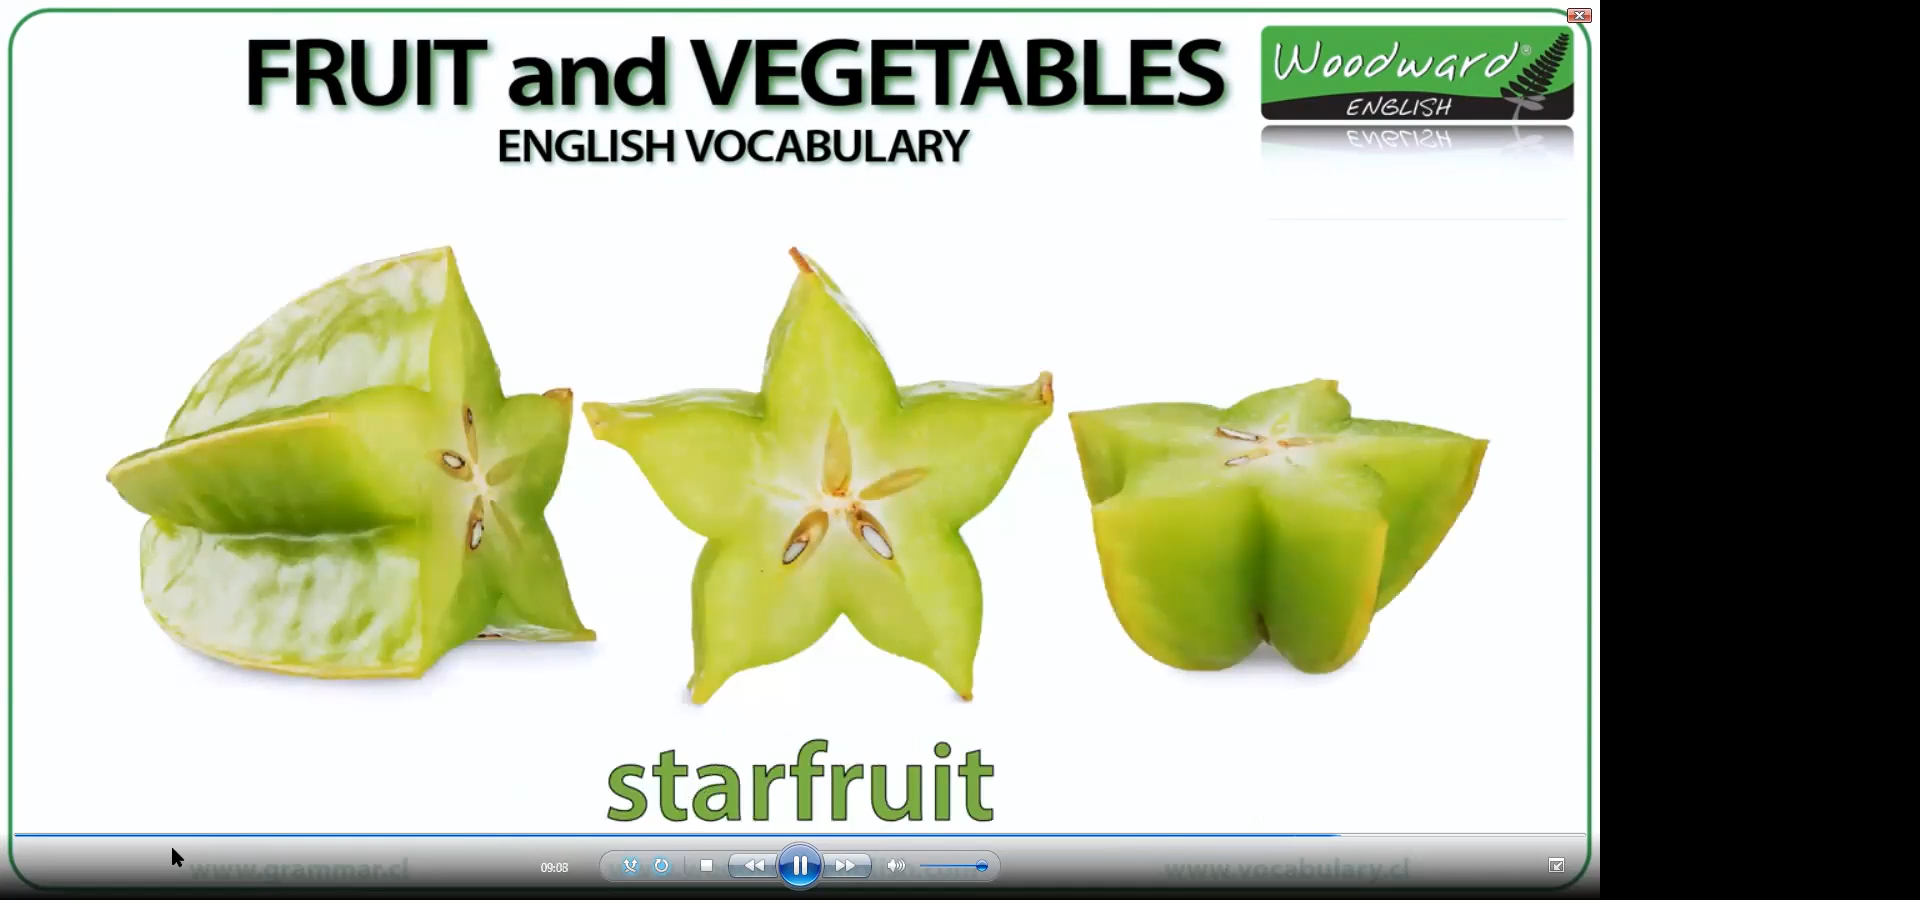 FRUIT and VEGETABLES
ENGLISH VOCABULARY
Woodward®
ENGLISH
starfruit
www.grammar.cl
www.vocabulary.cl
09:08